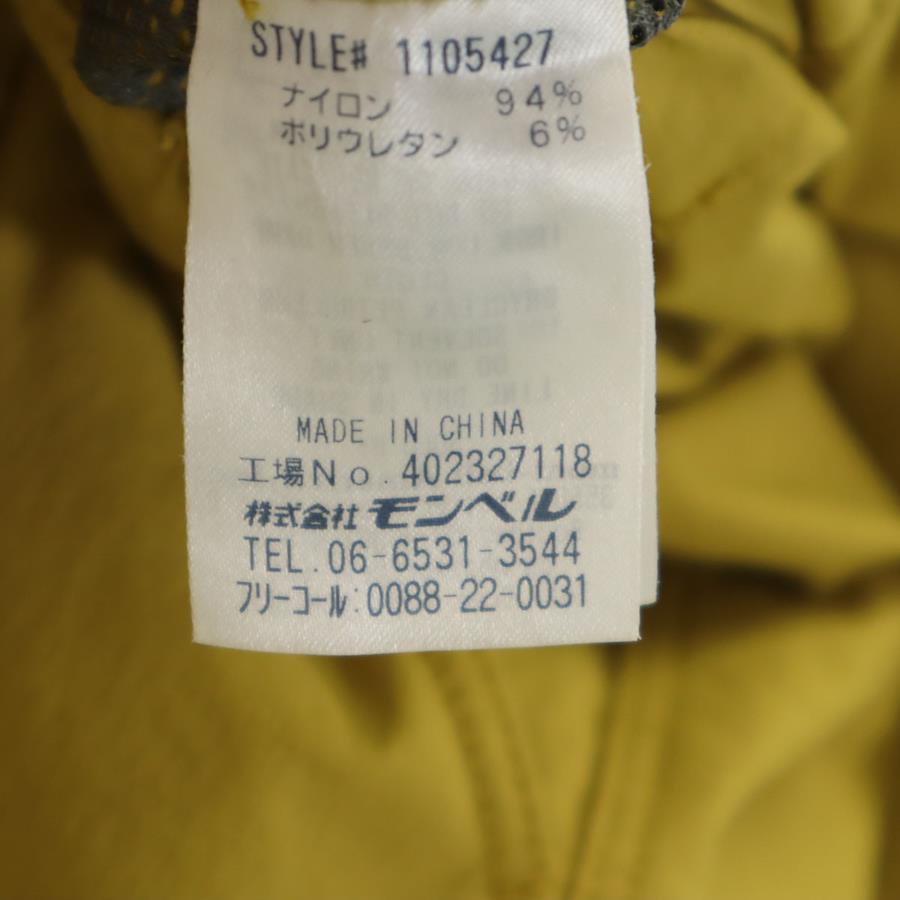 STYLE# 1105427
ナイロン 94%
ポリウレタン 6%
MADE IN CHINA
工場No. 402327118
株式会社 モンベル
TEL. 06-6531-3544
フリーコール: 0088-22-0031